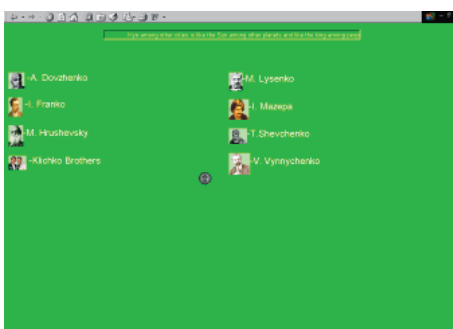 Kyiv among other cities is like the Sun among other planets and like the king among
-A. Dovzhenko
-I. Franko
-M. Hrushevsky
-Klichko Brothers
-M. Lysenko
-I. Mazepa
-T.Shevchenko
-V. Vynnychenko